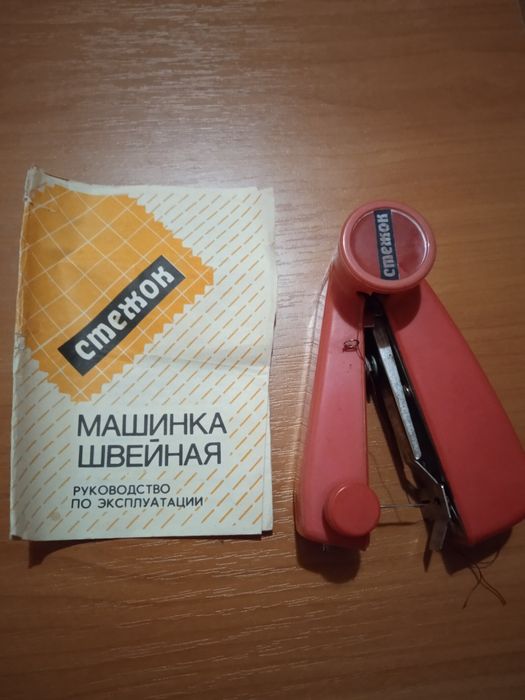 стежок
МАШИНКА
ШВЕЙНАЯ
РУКОВОДСТВО
ПО ЭКСПЛУАТАЦИИ
стежок